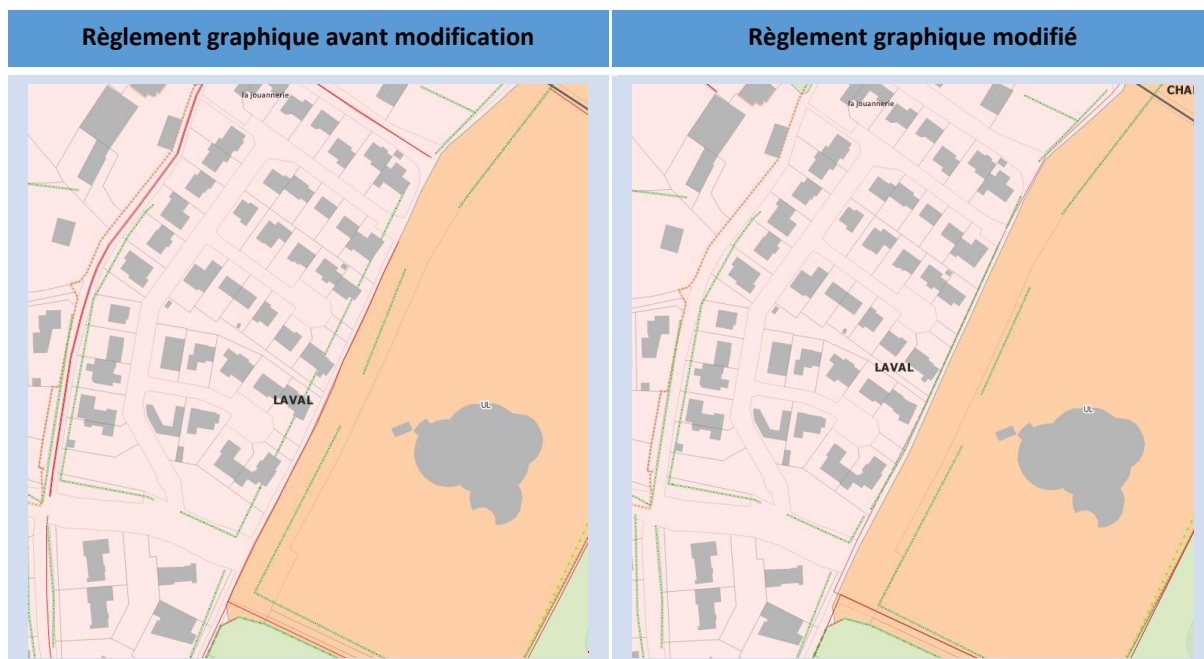 Règlement graphique avant modification
Règlement graphique modifié
la jouannerie
LAVAL
UL
la jouannerie
CHA
LAVAL
UL